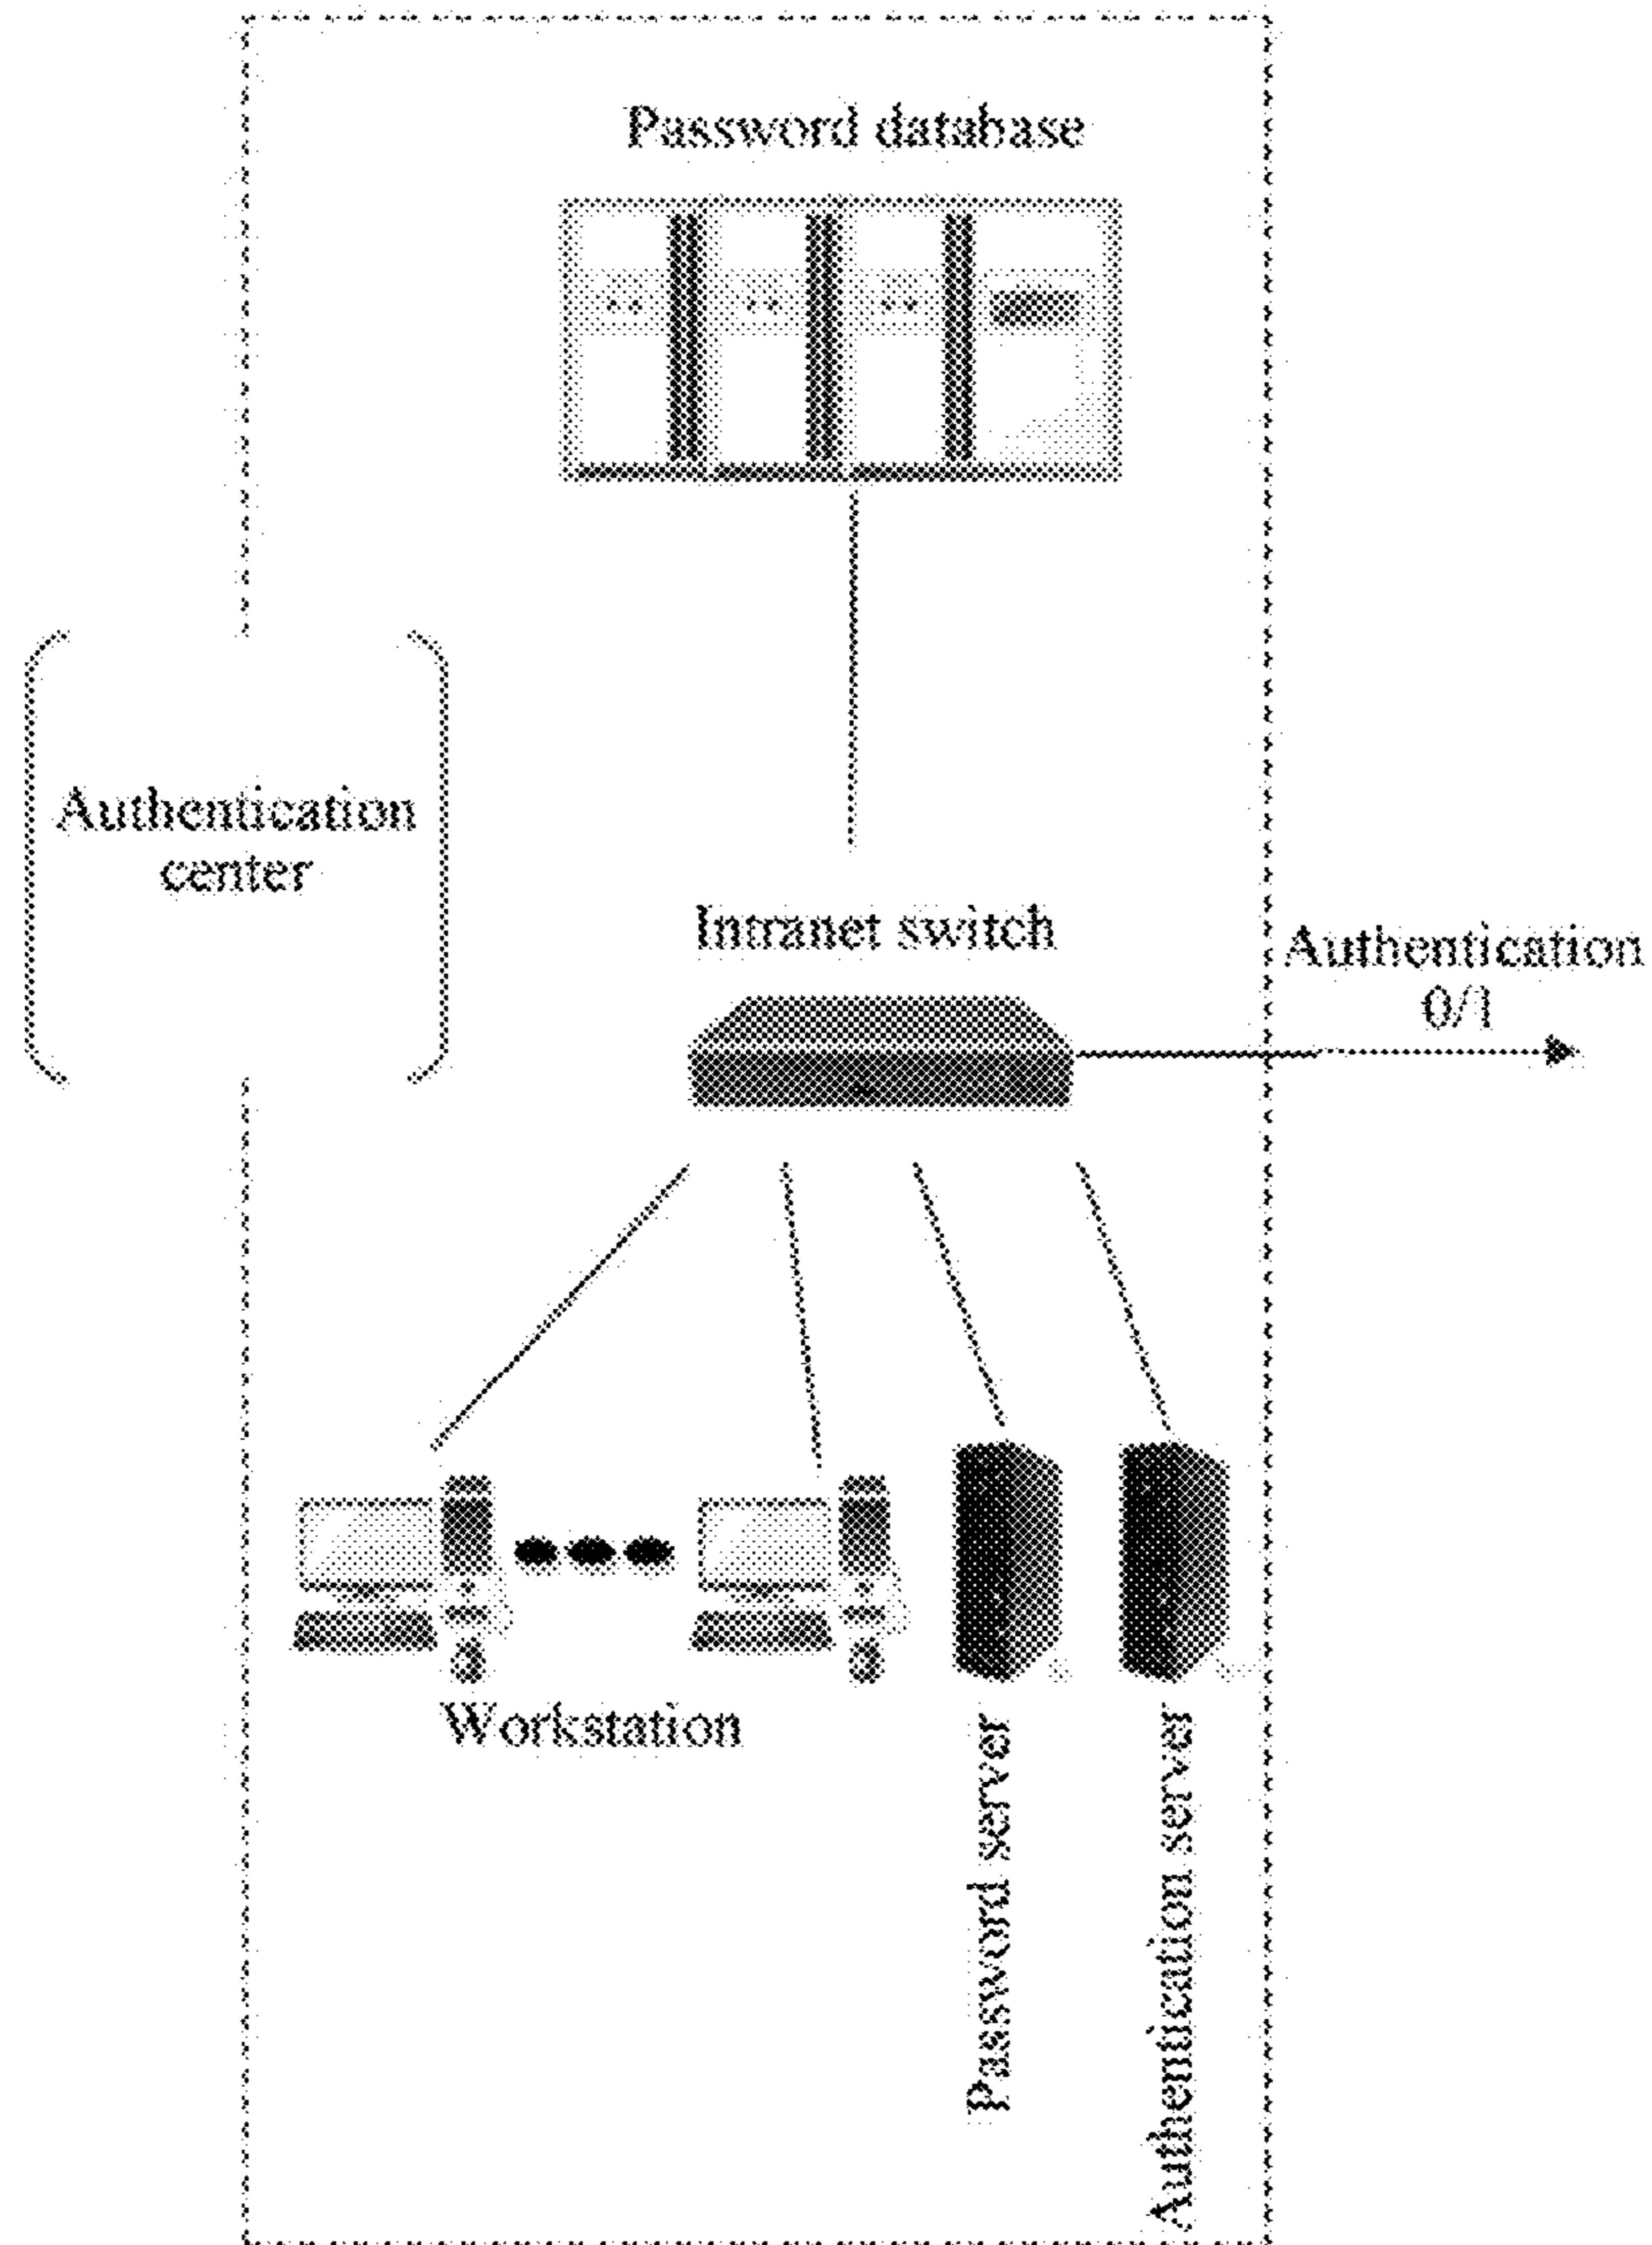 Password database
Authentication
center
Intranet switch
Authentication
0/1
Workstation
Password server
Authentication server